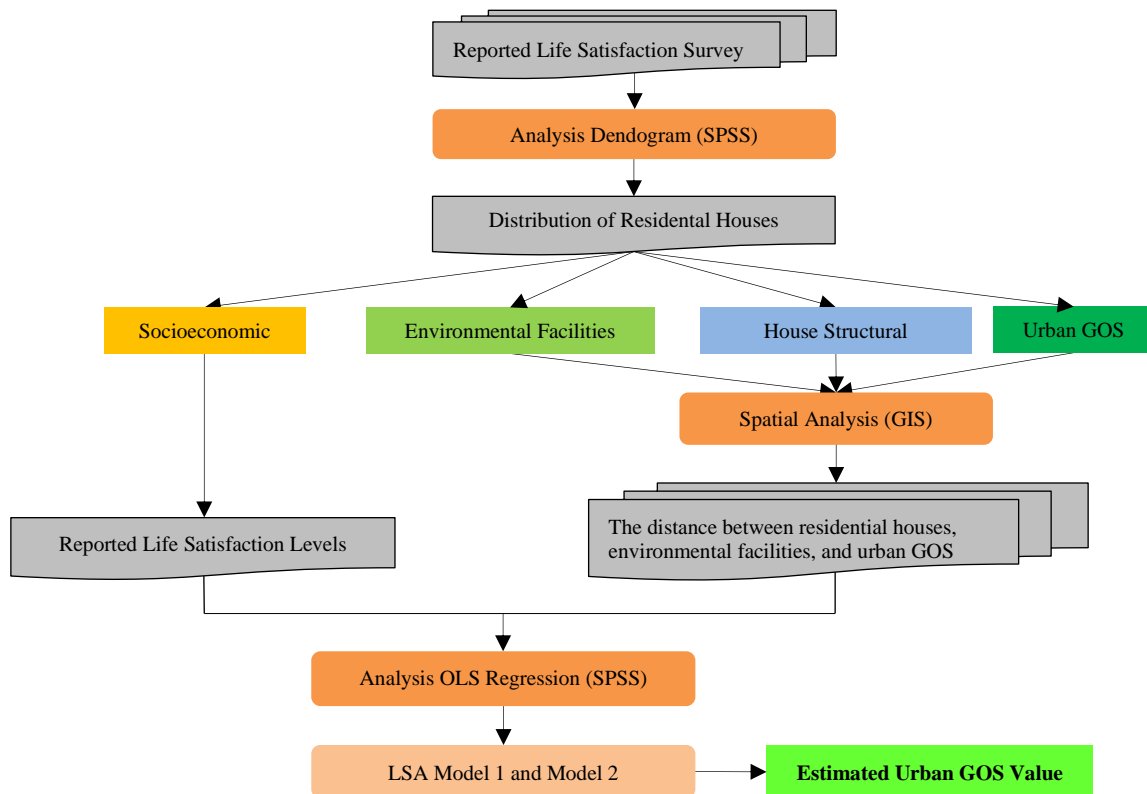 Reported Life Satisfaction Survey
Analysis Dendogram (SPSS)
Distribution of Residental Houses
Socioeconomic
Environmental Facilities
House Structural
Urban GOS
Spatial Analysis (GIS)
Reported Life Satisfaction Levels
The distance between residential houses,
environmental facilities, and urban GOS
Analysis OLS Regression (SPSS)
LSA Model 1 and Model 2
Estimated Urban GOS Value